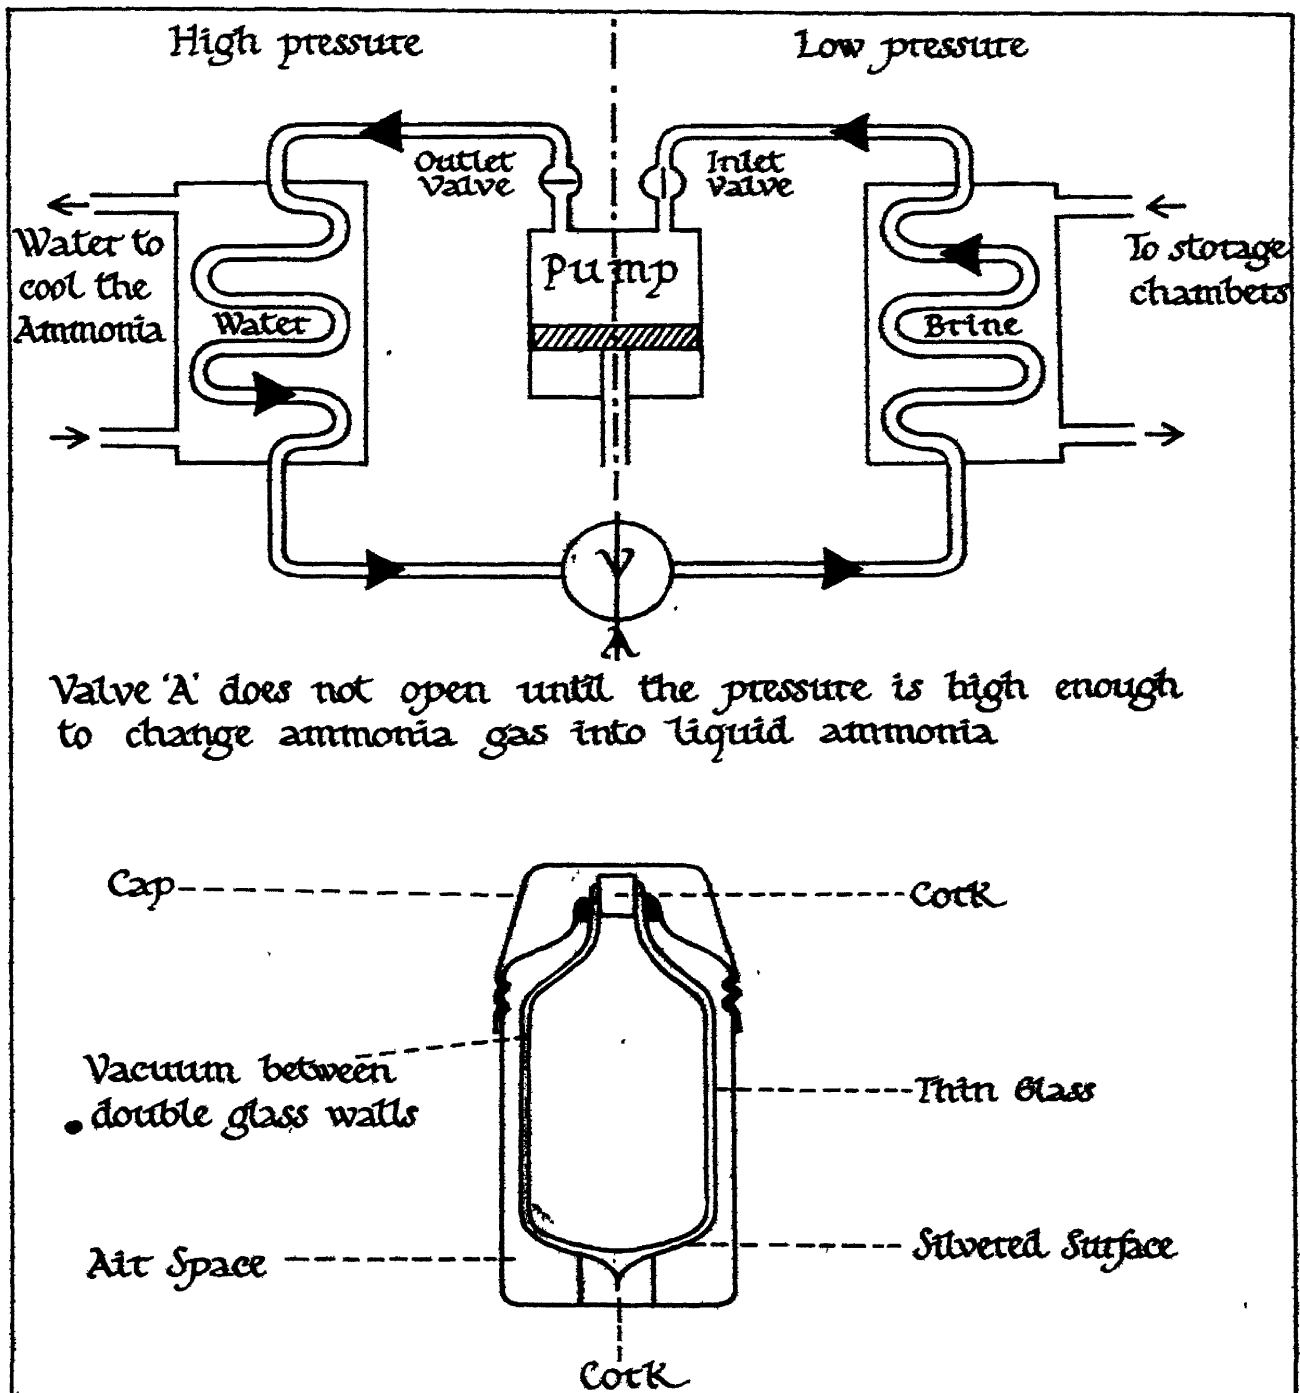 High pressure
Low pressure
Outlet
Valve
Inlet
valve
Water to
cool the
Ammonia
Pump
To storage
chambers
Water
Brine
V
A
Valve 'A' does not open until the pressure is high enough
to change ammonia gas into liquid ammonia
Cap
Cork
Vacuum between
double glass walls
Thin Glass
Air Space
Silvered Surface
Cork